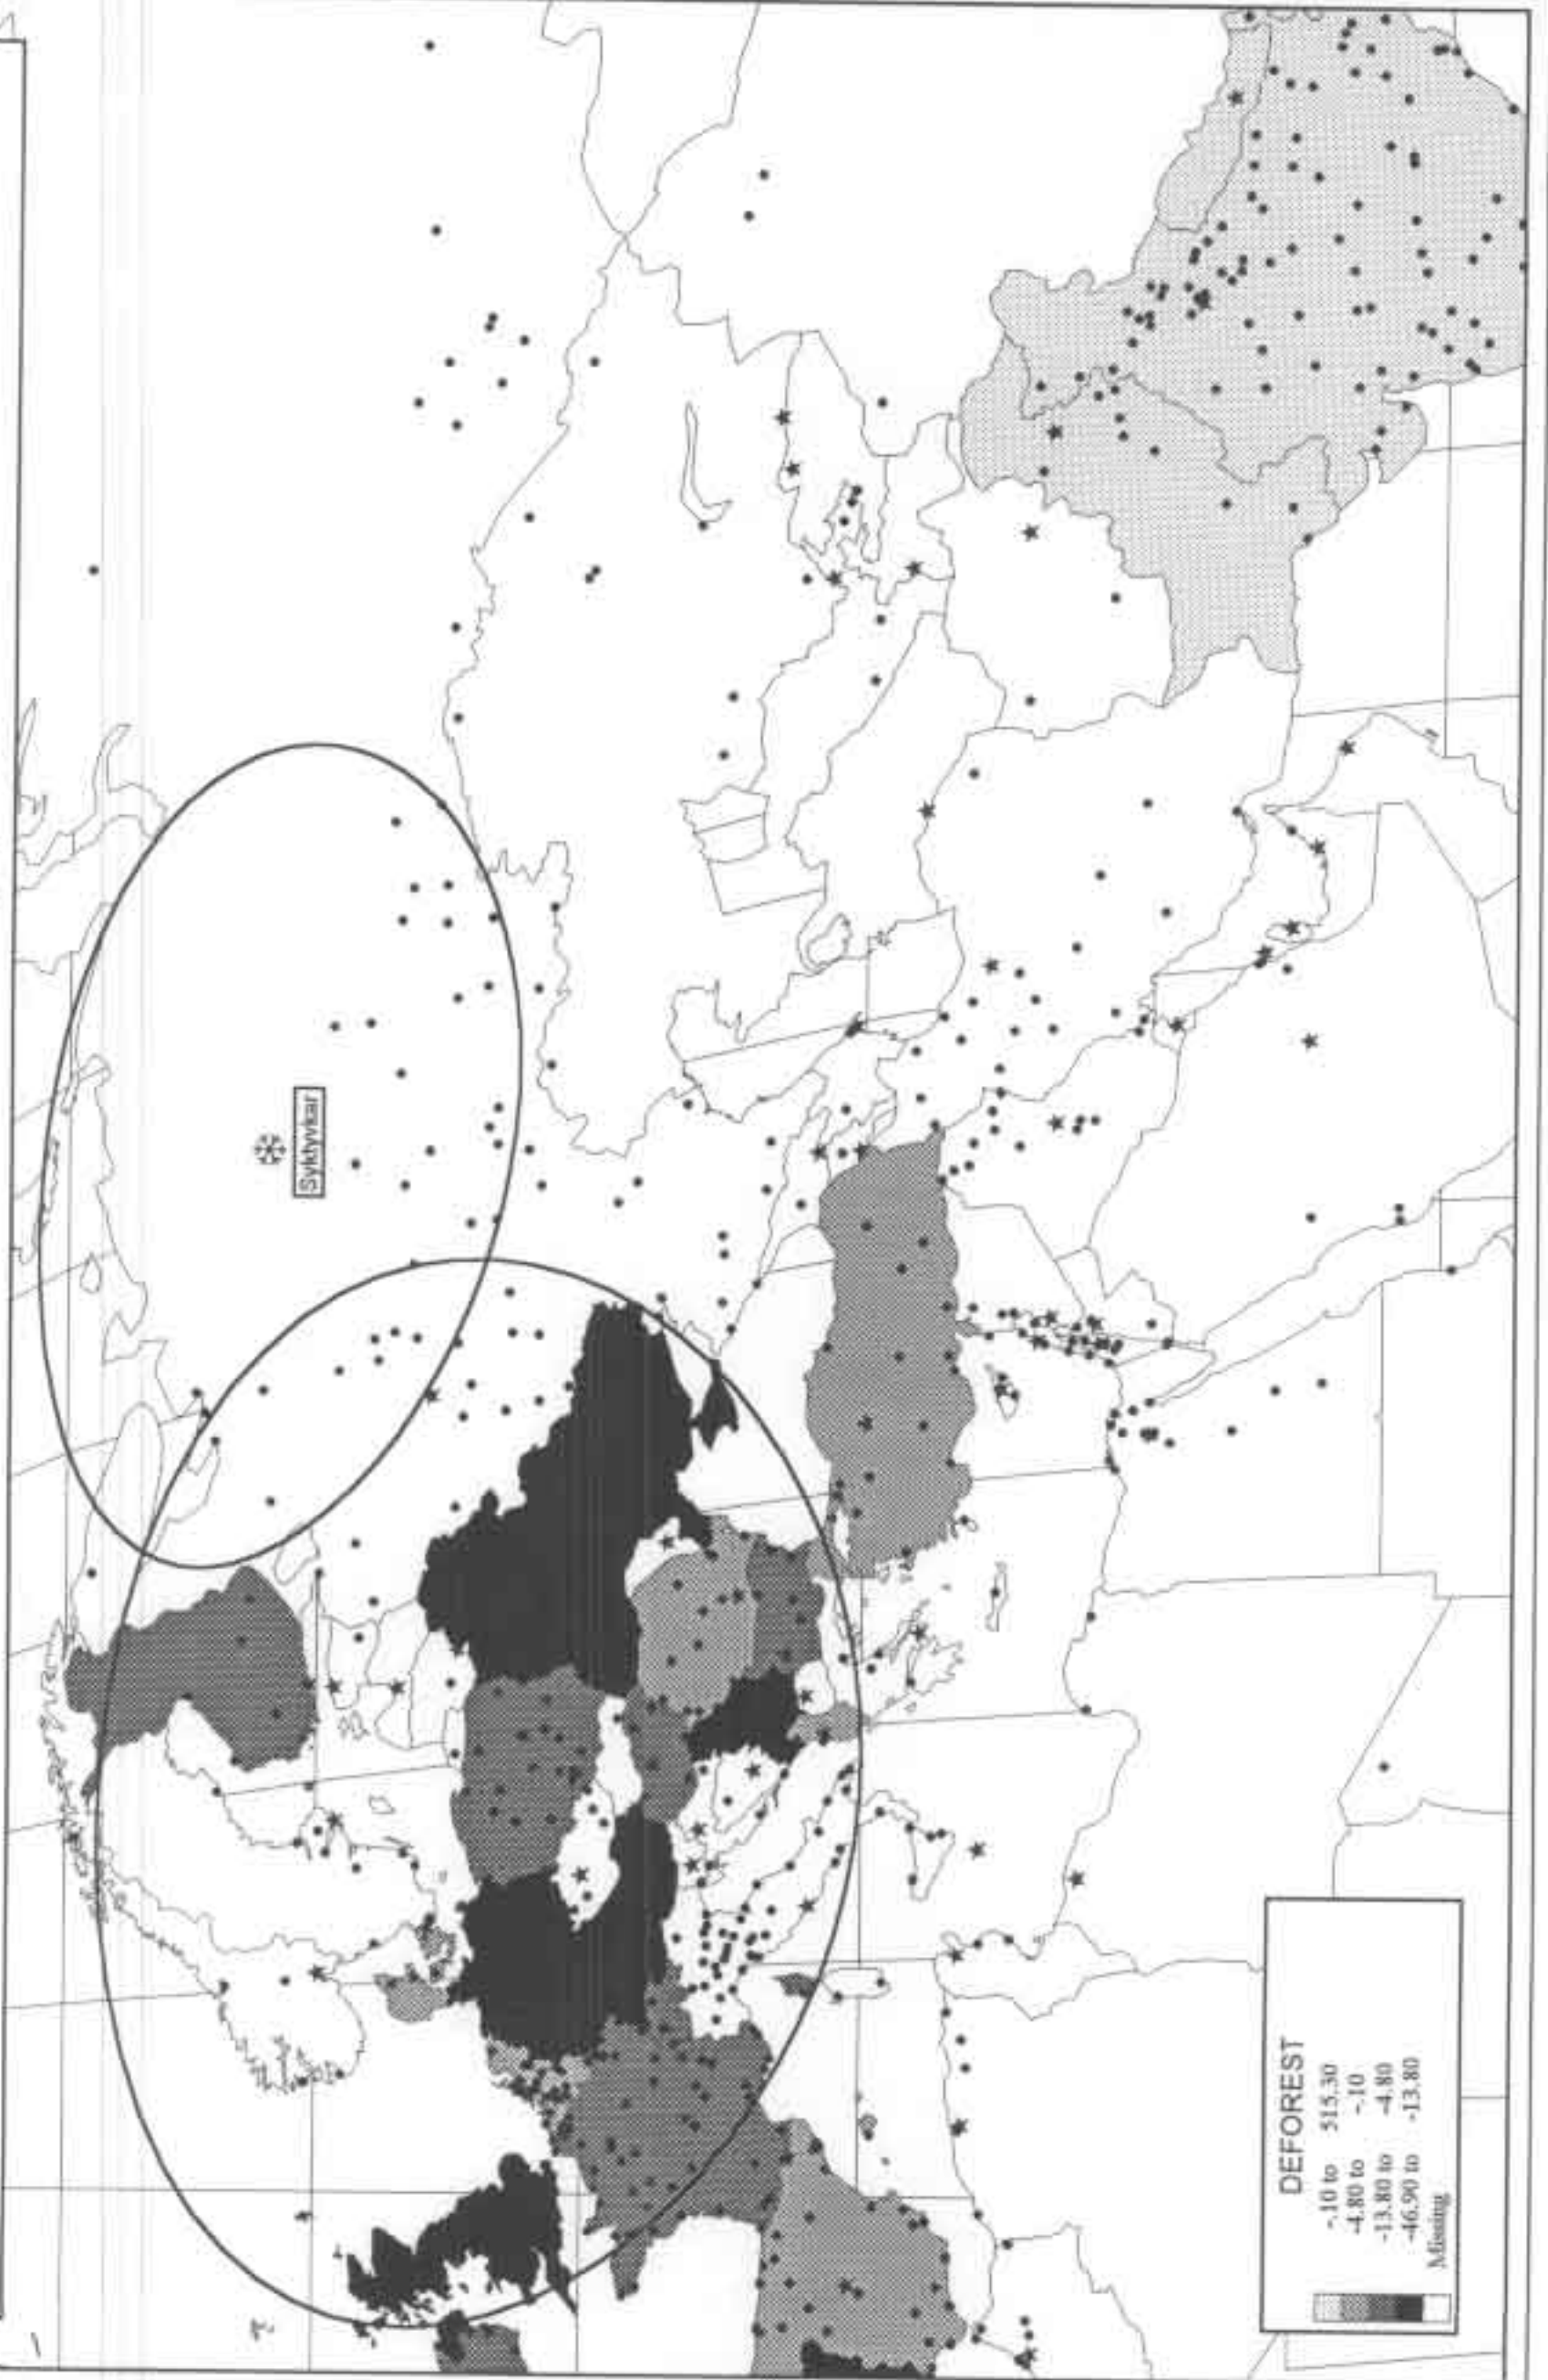 Syktyvkar
DEFOREST
-.10 to 515.30
-4.80 to -.10
-13.80 to -4.80
-46.90 to -13.80
Missing